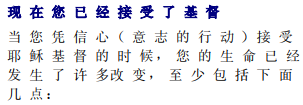 现在您已经接受了基督
当您凭信心(意志的行动)接受
耶稣基督的时候，您的生命已经
发生了许多改变，至少包括下面
几点: